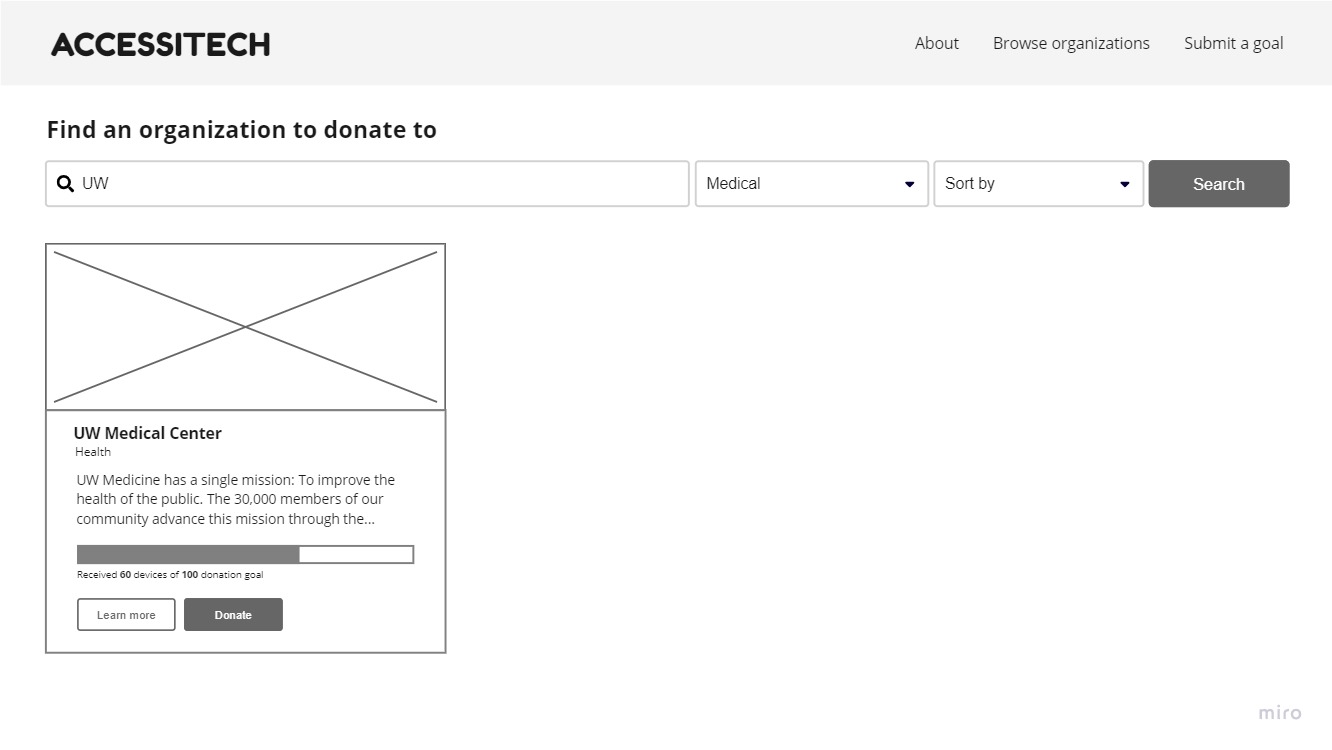 ACCESSITECH
About
Browse organizations
Submit a goal
Find an organization to donate to
UW
Medical
Sort by
Search
UW Medical Center
Health
UW Medicine has a single mission: To improve the
health of the public. The 30,000 members of our
community advance this mission through the...
Received 60 devices of 100 donation goal
Learn more
Donate
miro